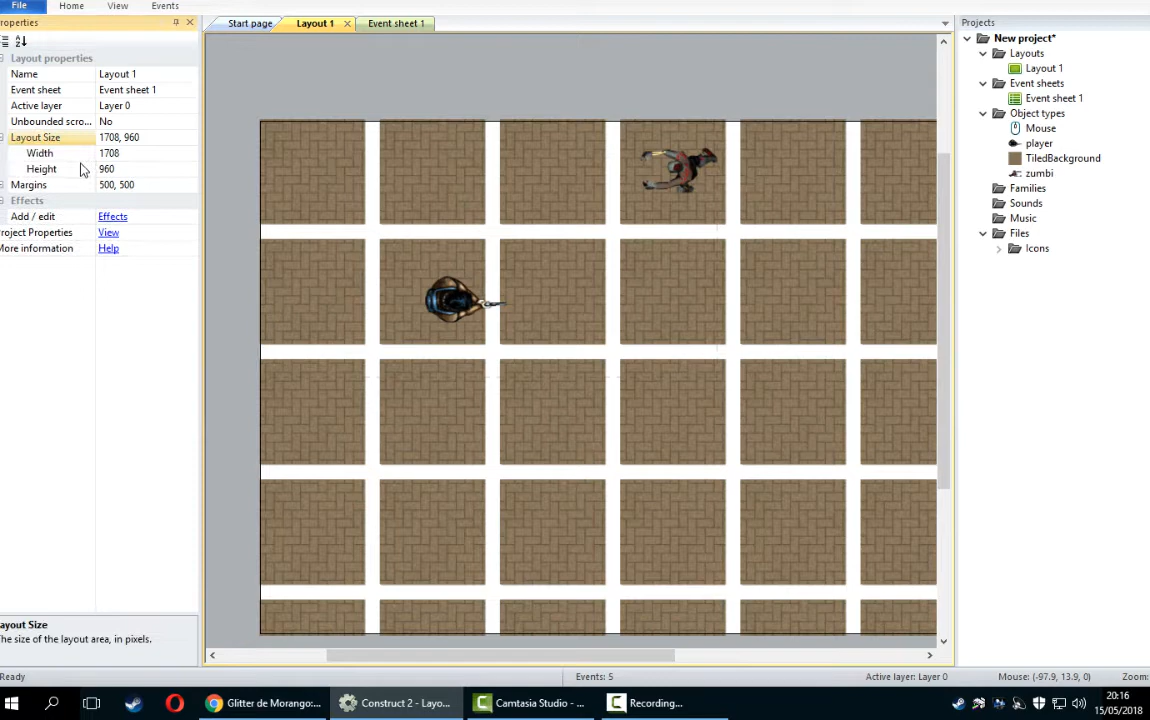 File Home View Events
roperties
Start page Layout 1 Event sheet 1
Projects
Layout properties
Name Layout 1
Event sheet Event sheet 1
Active layer Layer 0
Unbounded scro... No
Layout Size 1708, 960
Width 1708
Height 960
Margins 500, 500
Effects
Add / edit Effects
roject Properties View
More information Help
New project*
Layouts
Layout 1
Event sheets
Event sheet 1
Object types
Mouse
player
TiledBackground
zumbi
Families
Sounds
Music
Files
Icons
ayout Size
he size of the layout area, in pixels.
Ready Events: 5 Active layer: Layer 0 Mouse: (-97.9, 13.9, 0) Zoom:
Glitter de Morango:... Construct 2 - Layo... Camtasia Studio - ... Recording...
20:16
15/05/2018